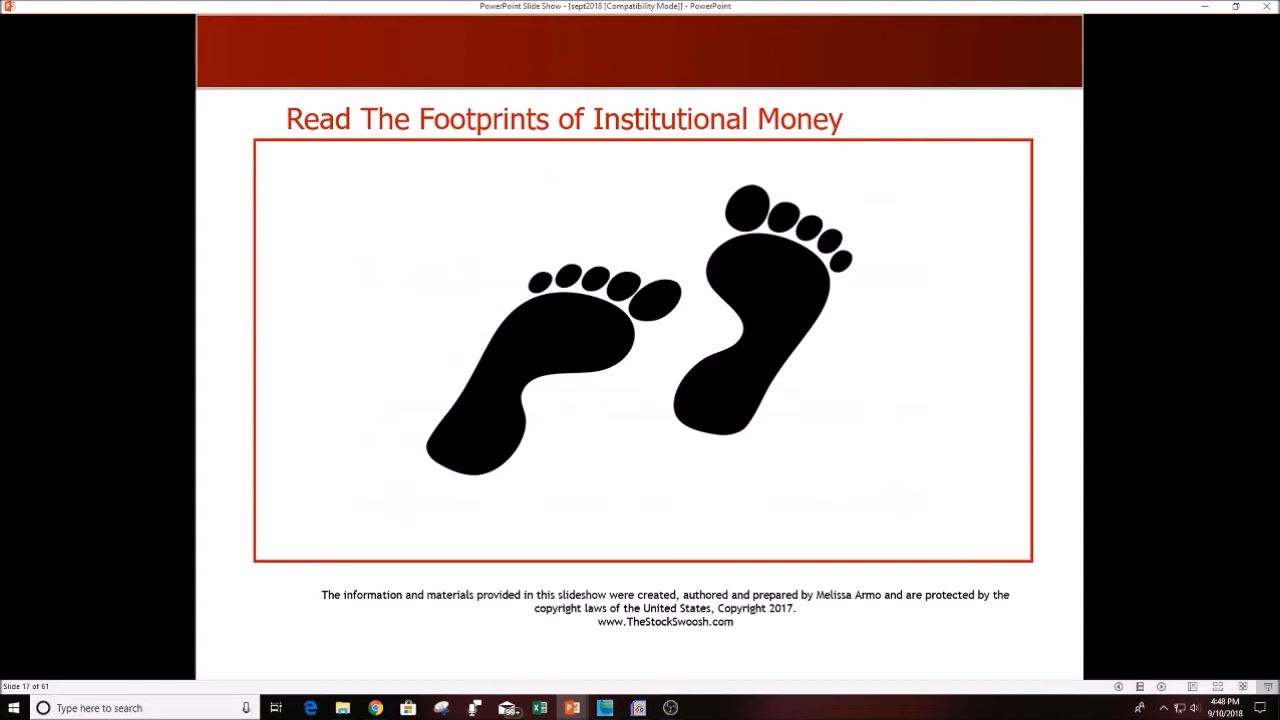 PowerPoint Slide Show - [sept2018 [Compatibility Mode]] - PowerPoint
Read The Footprints of Institutional Money
The information and materials provided in this slideshow were created, authored and prepared by Melissa Armo and are protected by the
copyright laws of the United States, Copyright 2017.
www.TheStockSwoosh.com
Slide 17 of 61
Type here to search
99+
4:48 PM
9/10/2018